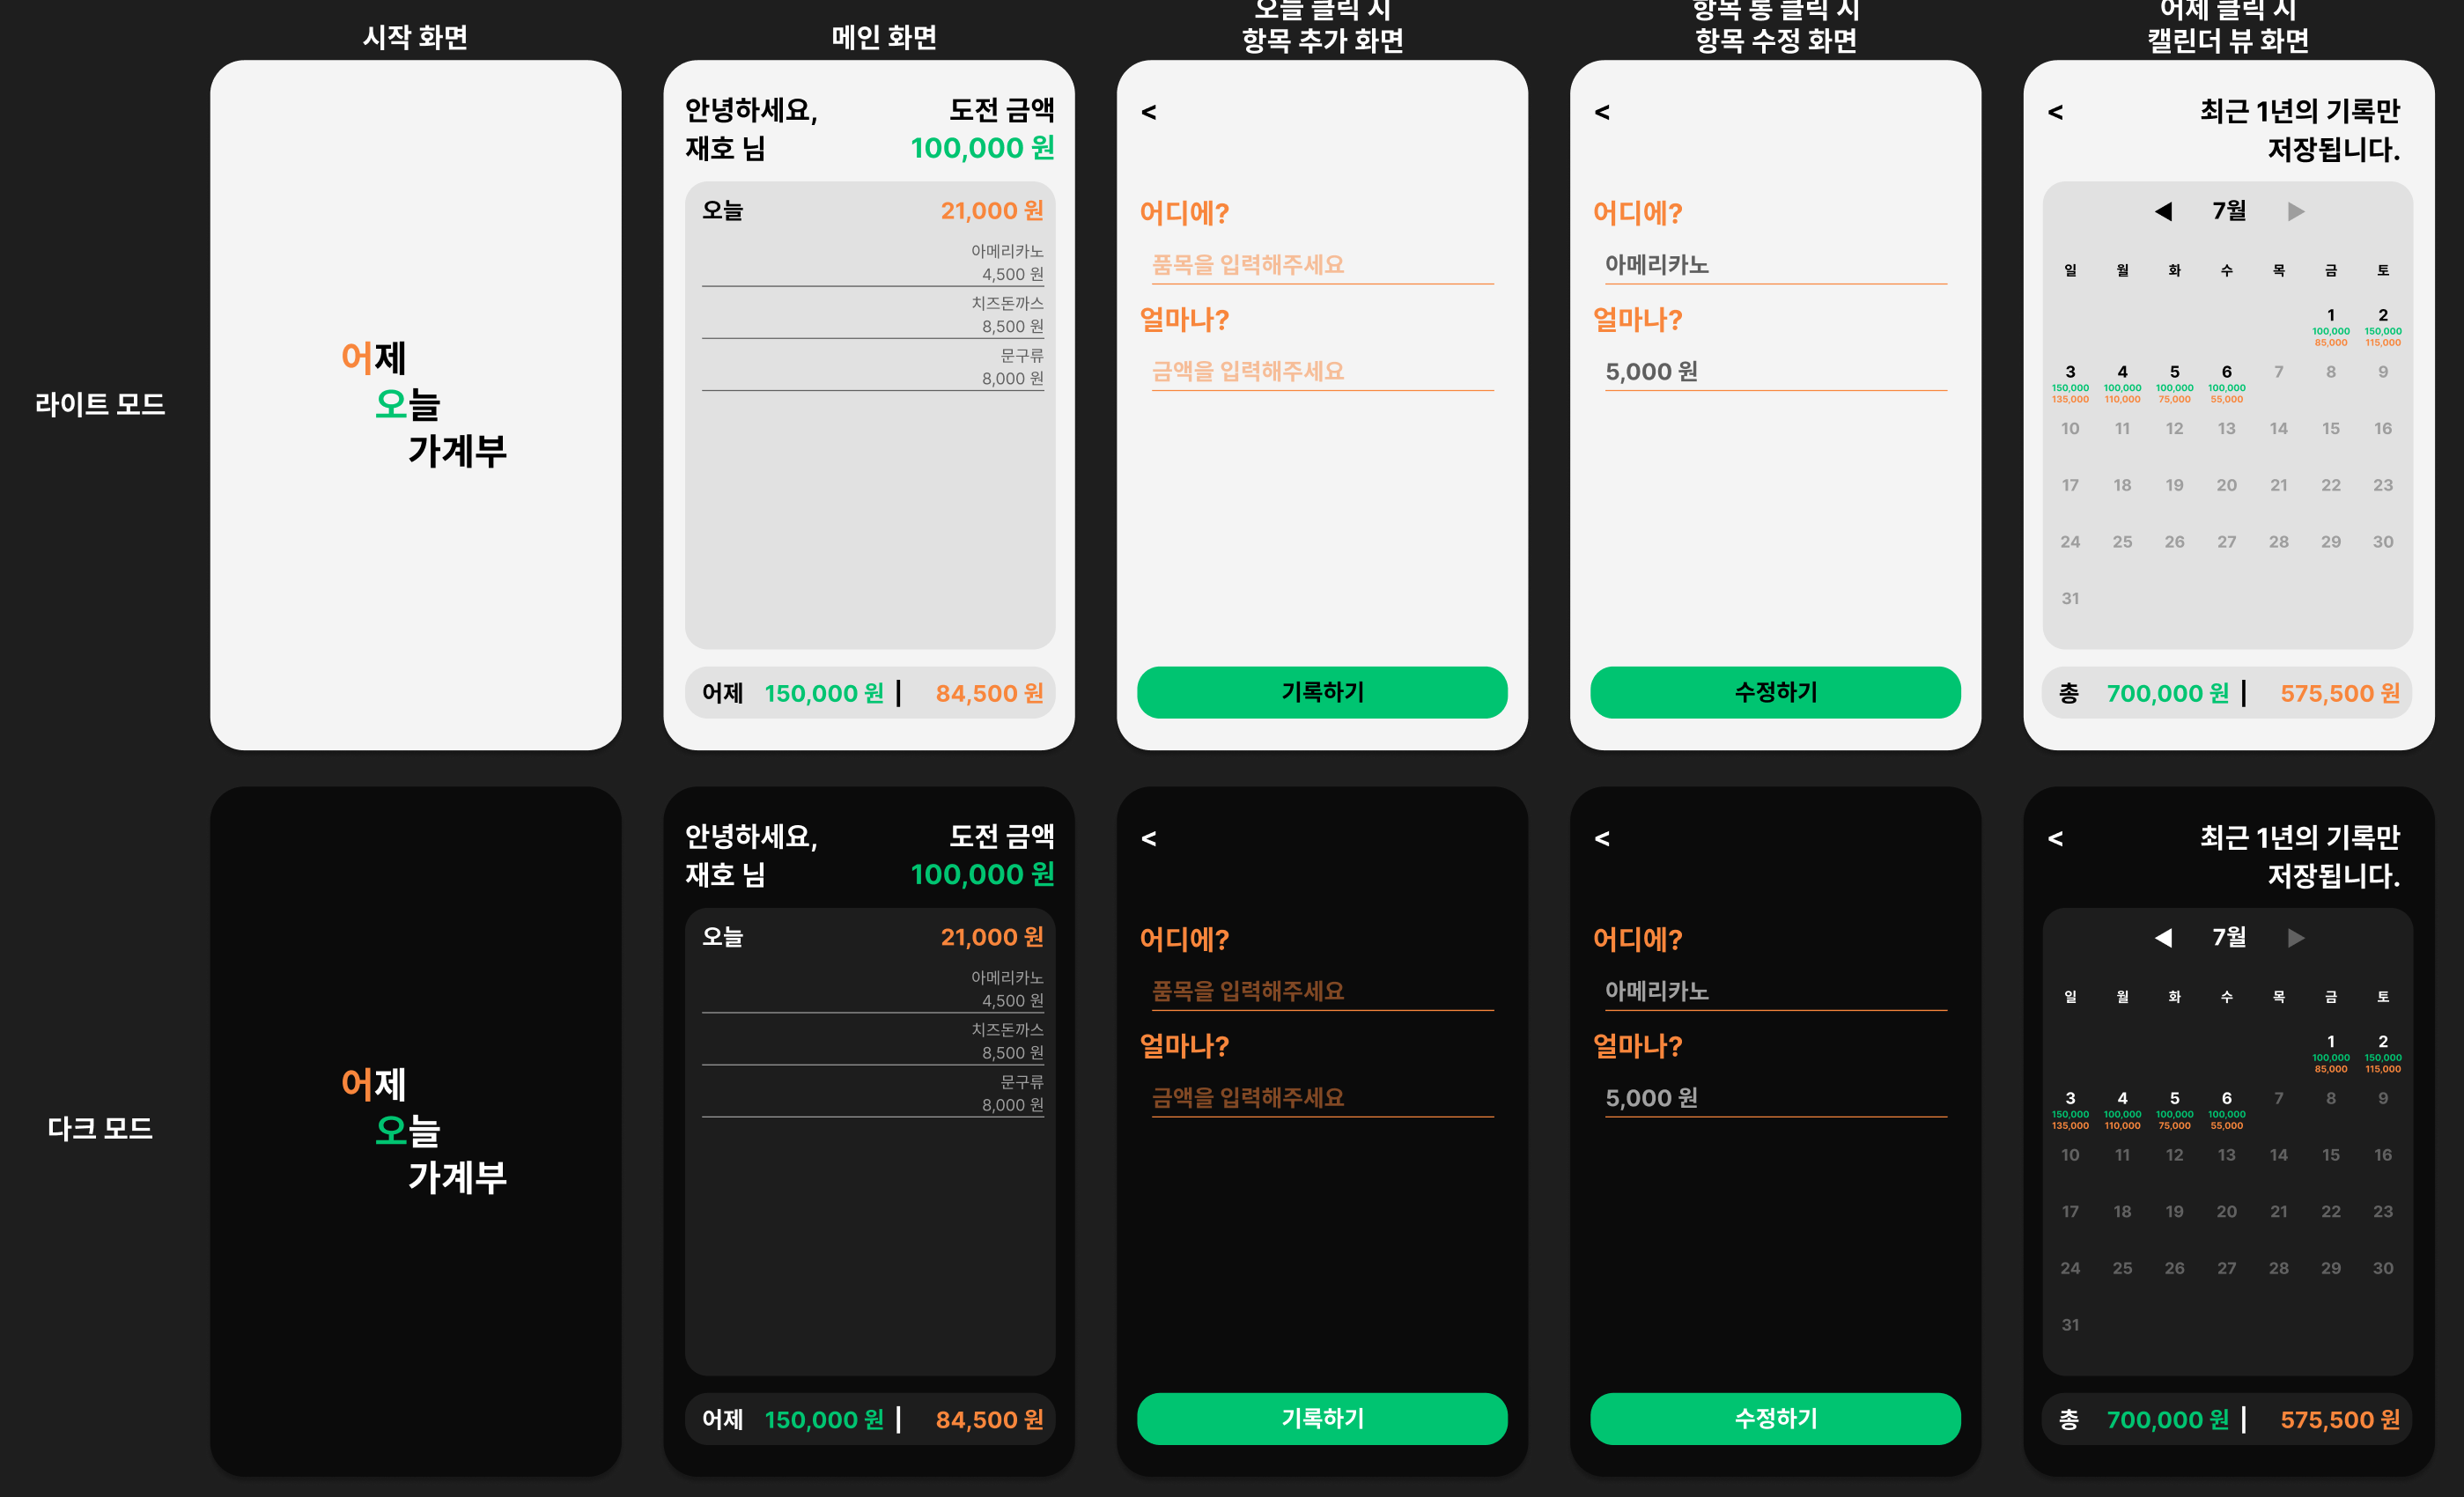 시작 화면
메인 화면
오늘 클릭 시
항목 추가 화면
항목 롱 클릭 시
항목 수정 화면
어제 클릭 시
캘린더 뷰 화면
라이트 모드
어제
오늘
가계부
안녕하세요,
재호 님
도전 금액
100,000 원
오늘 21,000 원
아메리카노
4,500 원
치즈돈까스
8,500 원
문구류
8,000 원
어제 150,000 원 | 84,500 원
<
어디에?
품목을 입력해주세요
얼마나?
금액을 입력해주세요
기록하기
<
어디에?
아메리카노
얼마나?
5,000 원
수정하기
<
최근 1년의 기록만
저장됩니다.
◀ 7월 ▶
일 월 화 수 목 금 토
1 2
100,000 150,000
85,000 115,000
3 4 5 6 7 8 9
150,000 100,000 100,000 100,000
135,000 110,000 75,000 55,000
10 11 12 13 14 15 16
17 18 19 20 21 22 23
24 25 26 27 28 29 30
31
총 700,000 원 | 575,500 원
다크 모드
어제
오늘
가계부
안녕하세요,
재호 님
도전 금액
100,000 원
오늘 21,000 원
아메리카노
4,500 원
치즈돈까스
8,500 원
문구류
8,000 원
어제 150,000 원 | 84,500 원
<
어디에?
품목을 입력해주세요
얼마나?
금액을 입력해주세요
기록하기
<
어디에?
아메리카노
얼마나?
5,000 원
수정하기
<
최근 1년의 기록만
저장됩니다.
◀ 7월 ▶
일 월 화 수 목 금 토
1 2
100,000 150,000
85,000 115,000
3 4 5 6 7 8 9
150,000 100,000 100,000 100,000
135,000 110,000 75,000 55,000
10 11 12 13 14 15 16
17 18 19 20 21 22 23
24 25 26 27 28 29 30
31
총 700,000 원 | 575,500 원